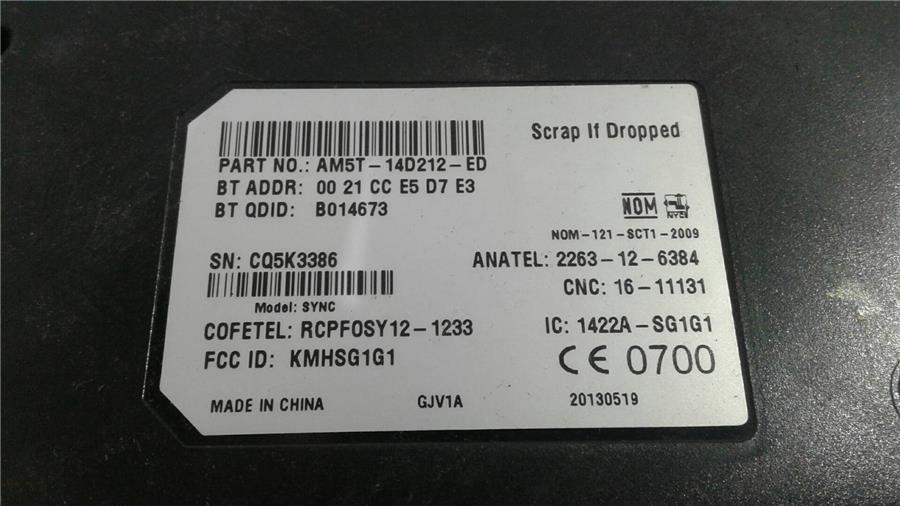 Scrap If Dropped
PART NO.: AM5T-14D212-ED
BT ADDR: 00 21 CC E5 D7 E3
BT QDID: B014673
NOM
NYCE
NOM-121-SCT1-2009
SN: CQ5K3386
ANATEL: 2263-12-6384
CNC: 16-11131
Model: SYNC
COFETEL: RCPFOSY12-1233
IC: 1422A-SG1G1
FCC ID: KMHSG1G1
CE 0700
MADE IN CHINA
GJV1A
20130519